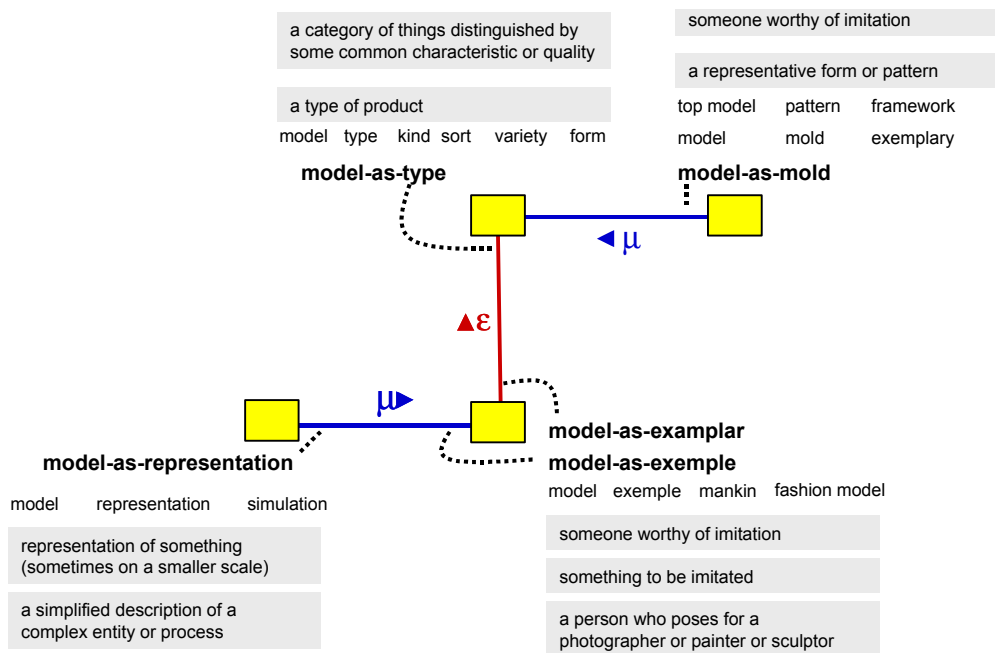 a category of things distinguished by
some common characteristic or quality
a type of product
model type kind sort variety form
model-as-type
someone worthy of imitation
a representative form or pattern
top model pattern framework
model mold exemplary
model-as-mold
◄ μ
▲ε
μ►
model-as-representation
model representation simulation
representation of something
(sometimes on a smaller scale)
a simplified description of a
complex entity or process
model-as-examplar
model-as-exemple
model exemple mankin fashion model
someone worthy of imitation
something to be imitated
a person who poses for a
photographer or painter or sculptor